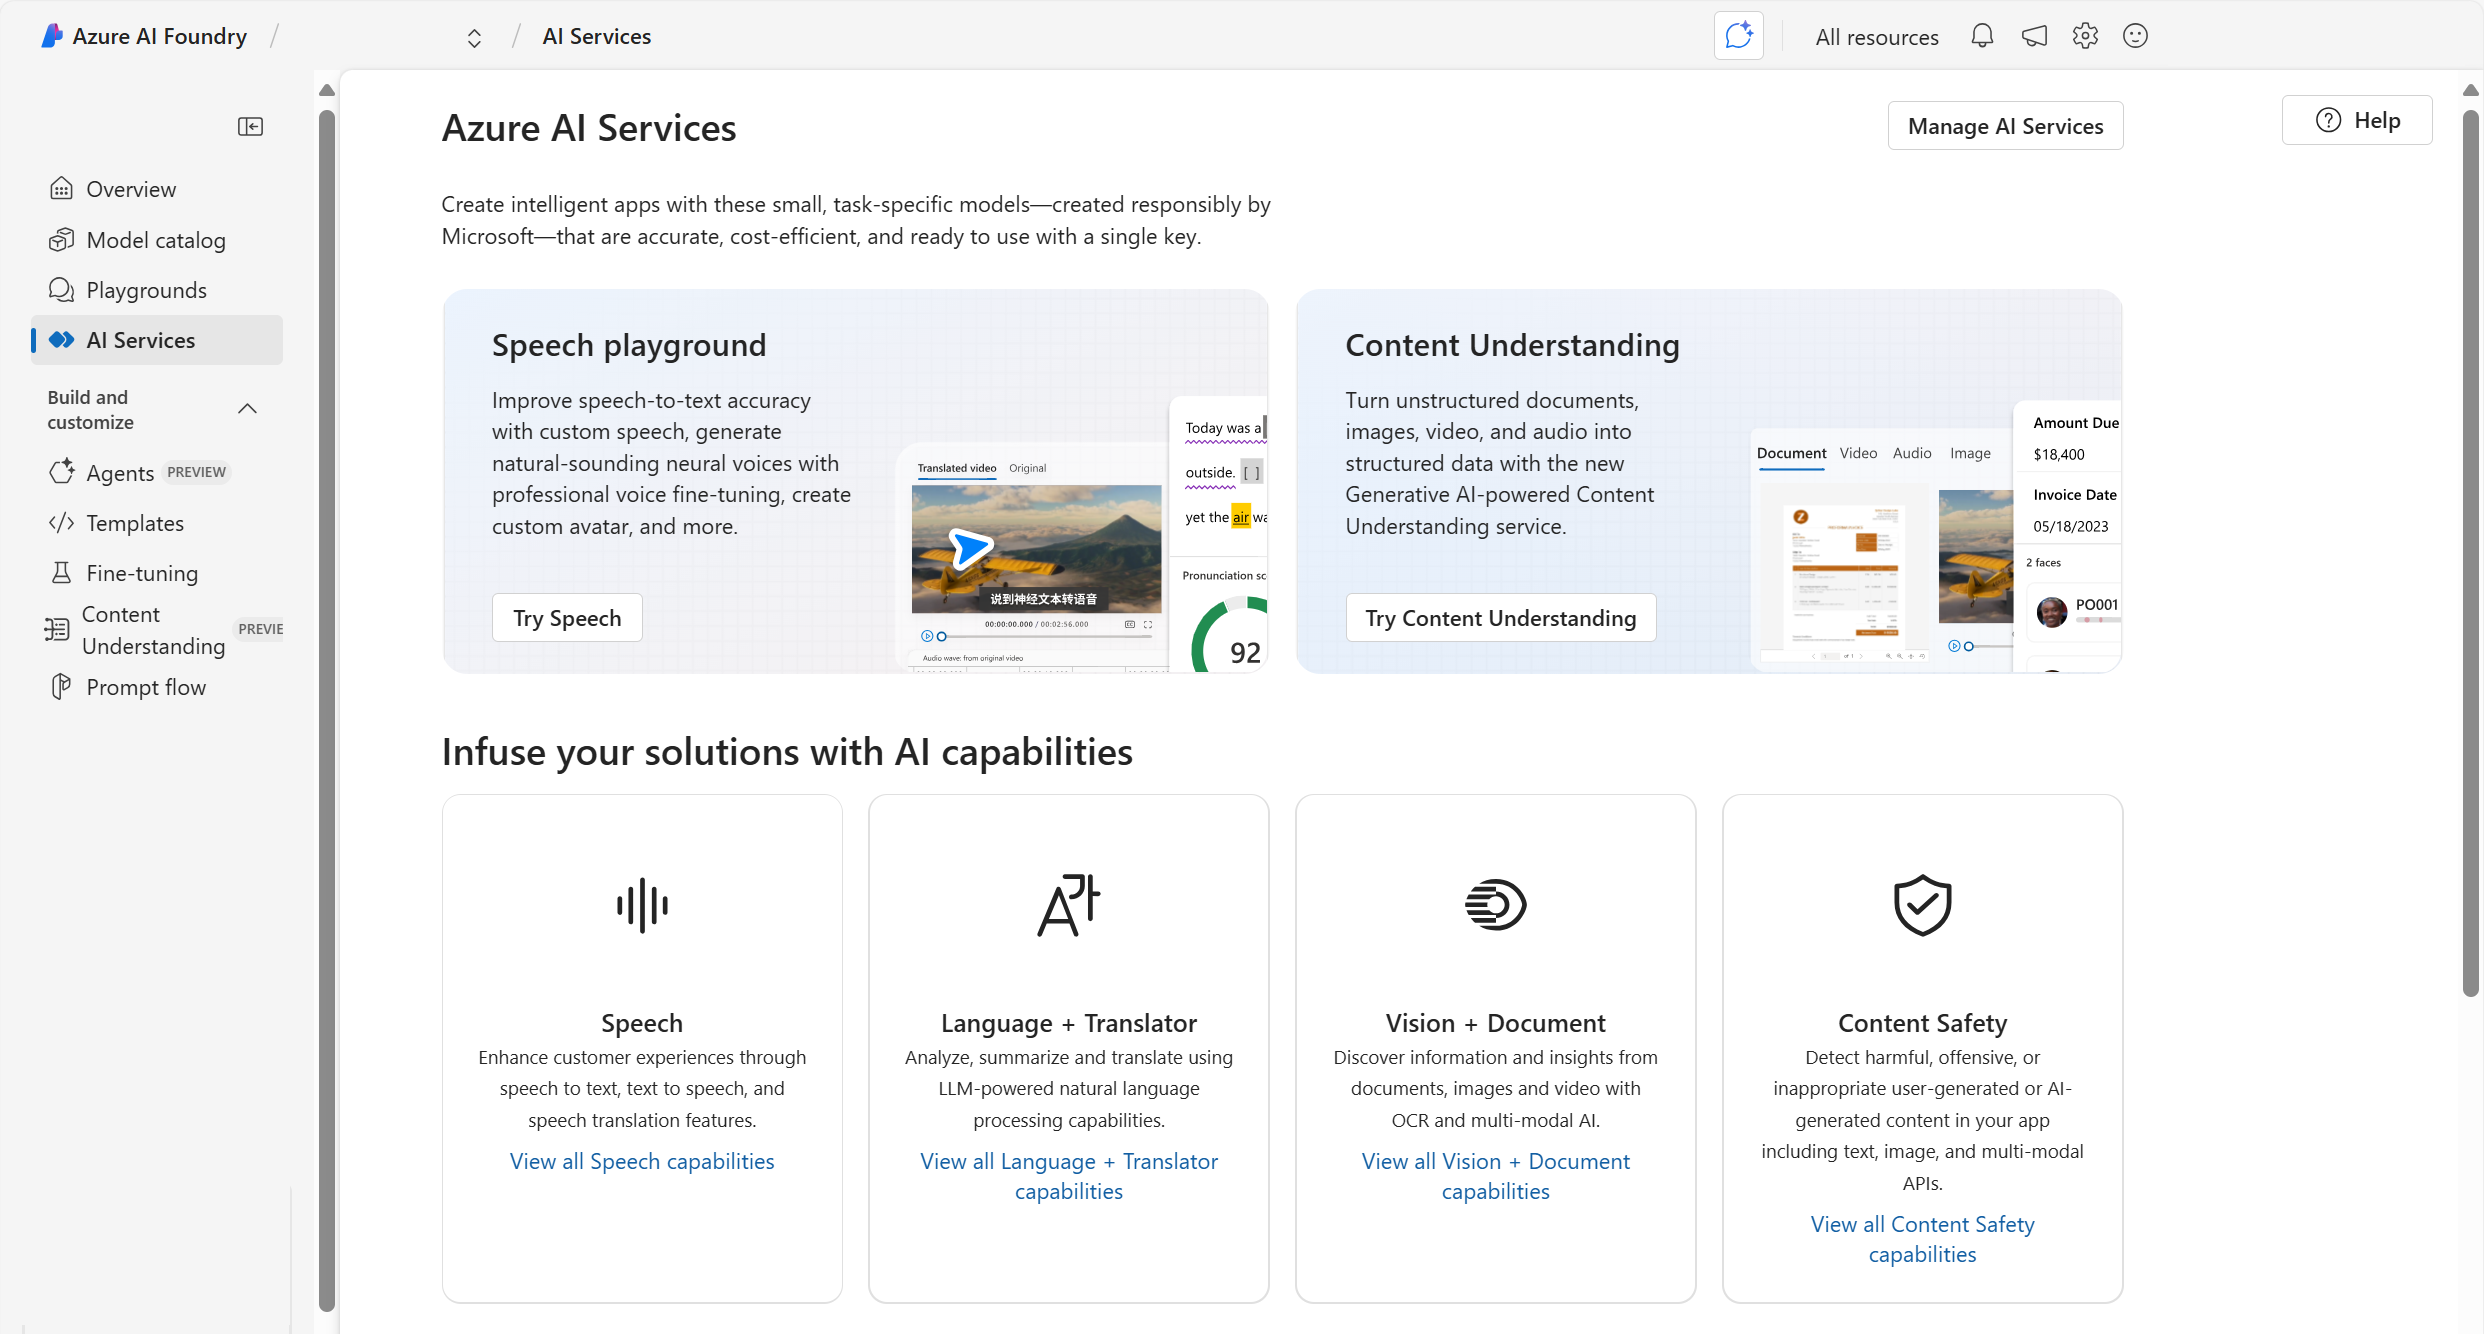 Azure AI Foundry / / AI Services
All resources
Help
Overview
Model catalog
Playgrounds
AI Services
Build and
customize
Agents PREVIEW
Templates
Fine-tuning
Content
Understanding PREVIE
Prompt flow
Azure AI Services
Manage AI Services
Create intelligent apps with these small, task-specific models—created responsibly by
Microsoft—that are accurate, cost-efficient, and ready to use with a single key.
Speech playground
Improve speech-to-text accuracy
with custom speech, generate
natural-sounding neural voices with
professional voice fine-tuning, create
custom avatar, and more.
Try Speech
Translated video Original
说到神经文本转语音
00:00:00.000 / 00:02:56.000
Audio wave: from original video
Today was a
outside. [ ]
yet the air wa
Pronunciation sc
92
Content Understanding
Turn unstructured documents,
images, video, and audio into
structured data with the new
Generative AI-powered Content
Understanding service.
Try Content Understanding
Document Video Audio Image
Amount Due
$18,400
Invoice Date
05/18/2023
2 faces
PO001
Infuse your solutions with AI capabilities
Speech
Enhance customer experiences through
speech to text, text to speech, and
speech translation features.
View all Speech capabilities
Language + Translator
Analyze, summarize and translate using
LLM-powered natural language
processing capabilities.
View all Language + Translator
capabilities
Vision + Document
Discover information and insights from
documents, images and video with
OCR and multi-modal AI.
View all Vision + Document
capabilities
Content Safety
Detect harmful, offensive, or
inappropriate user-generated or AI-
generated content in your app
including text, image, and multi-modal
APIs.
View all Content Safety
capabilities